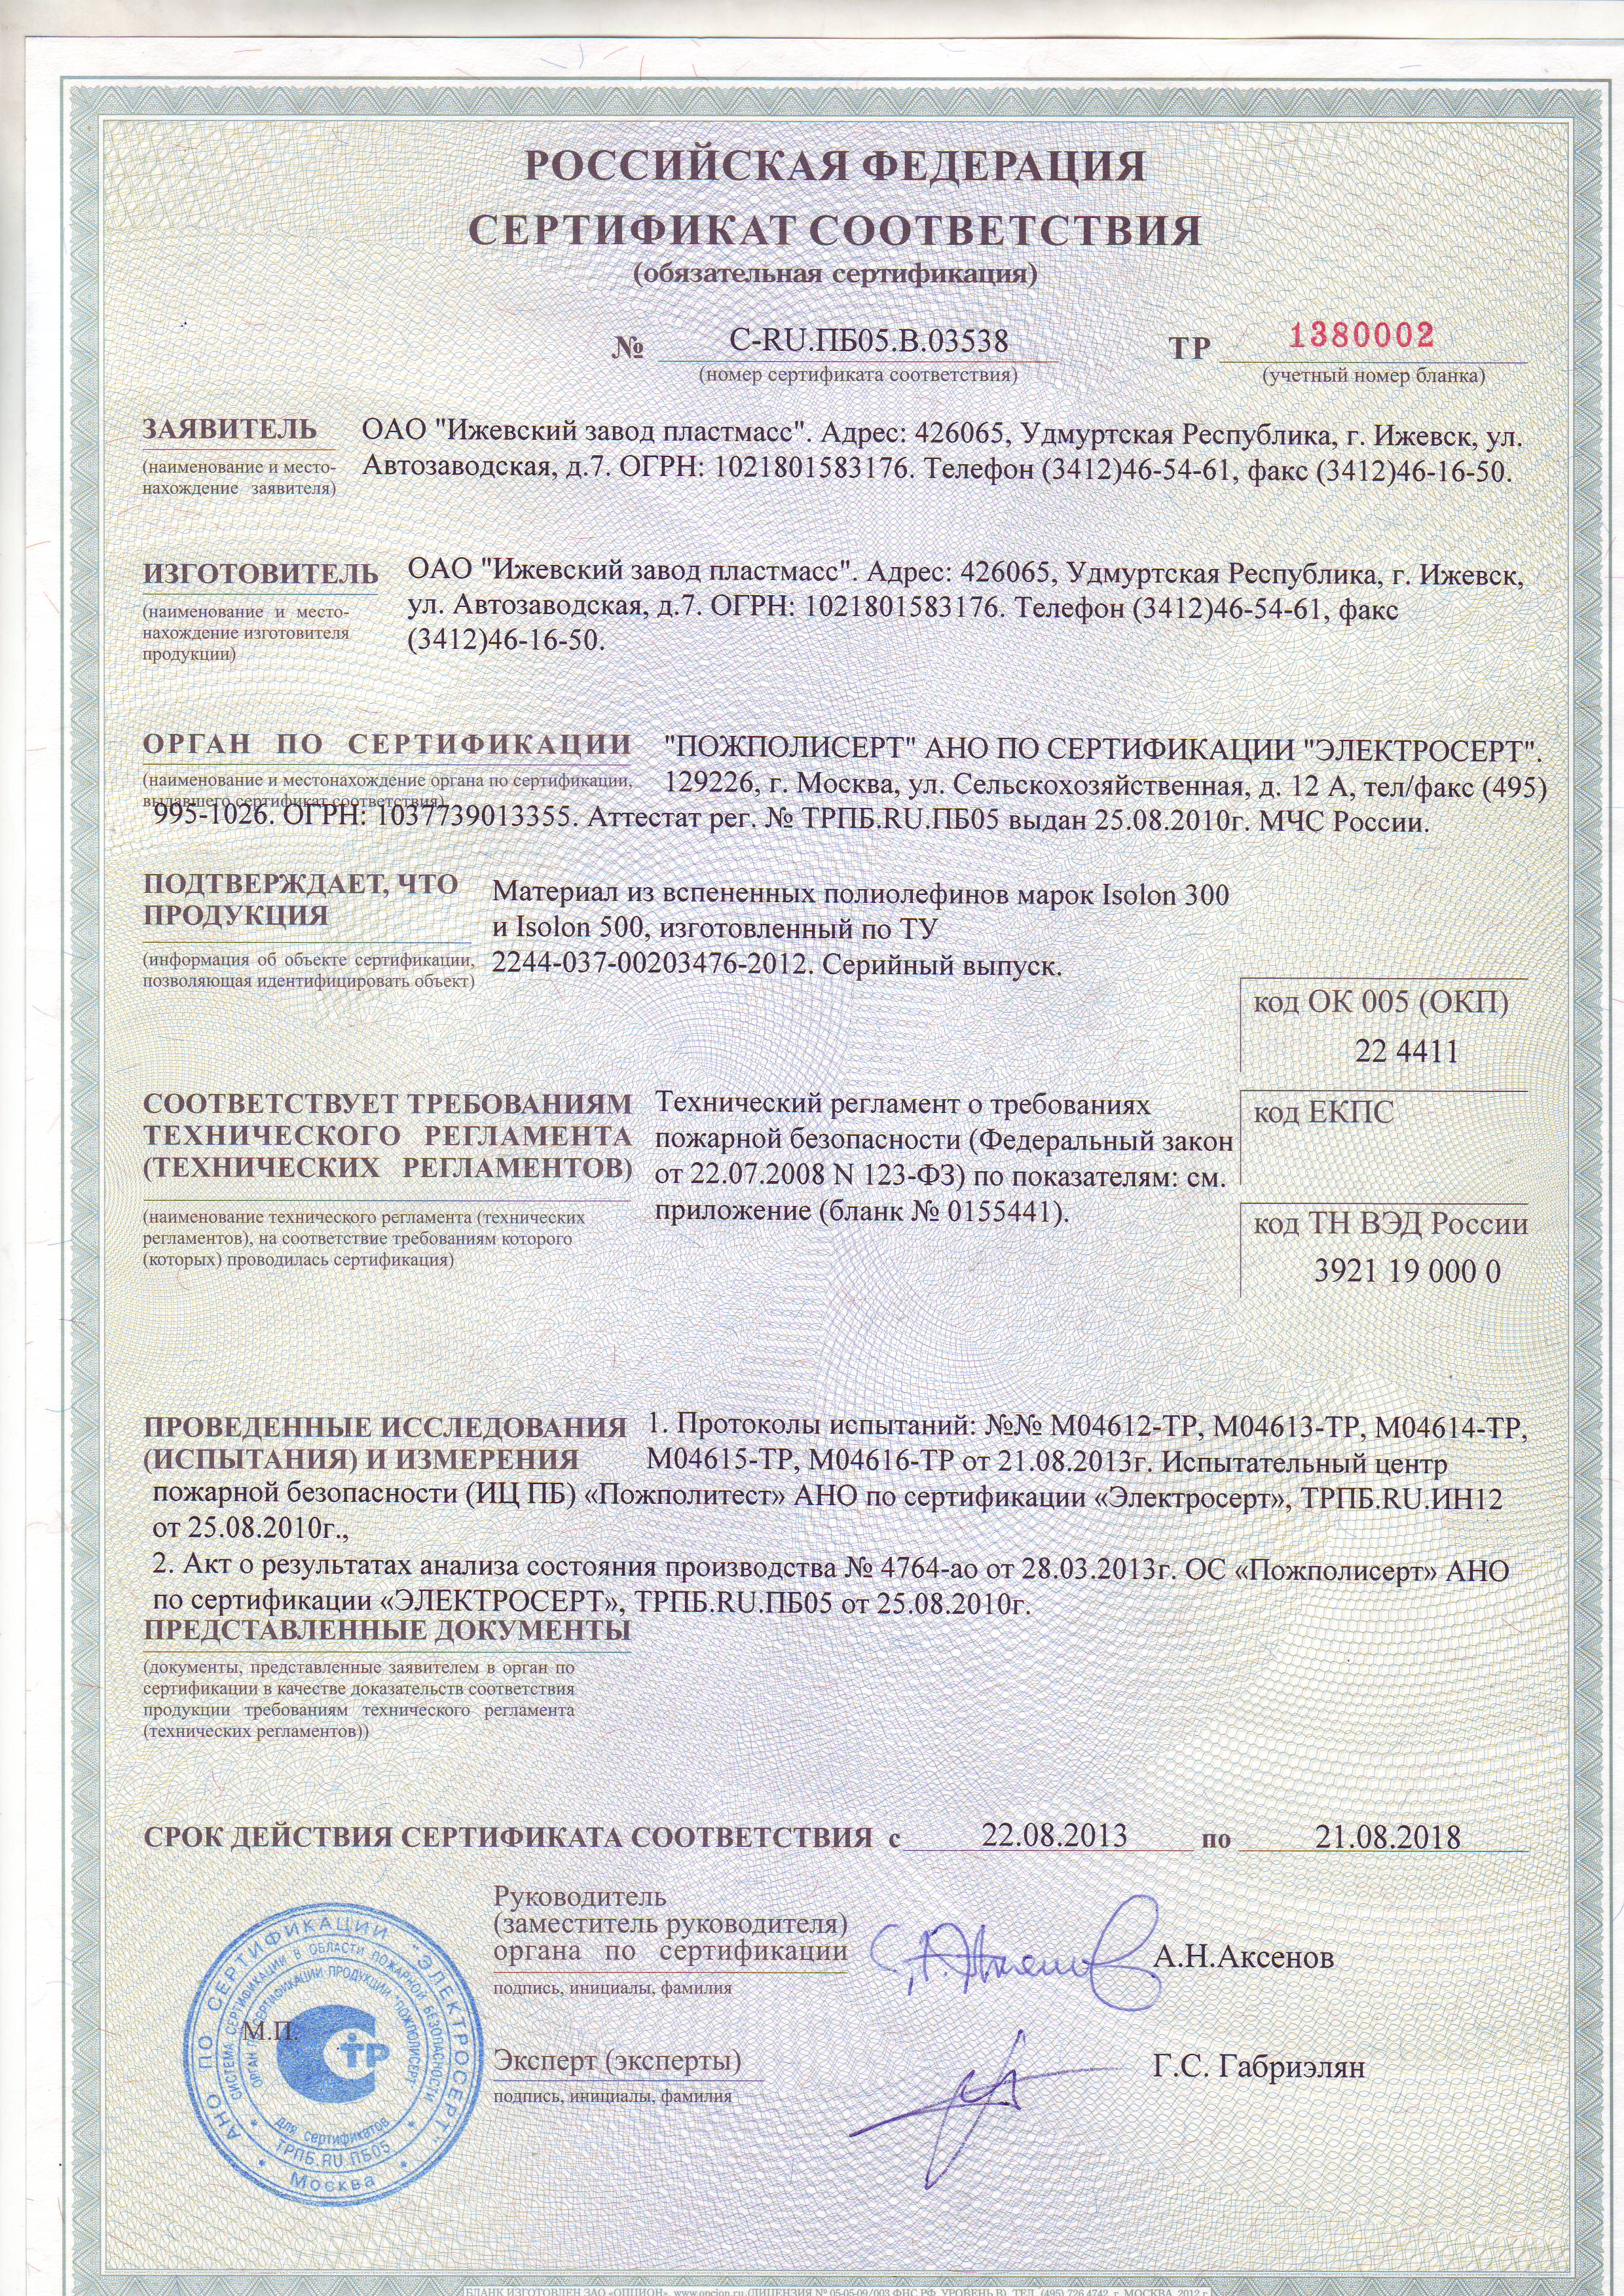 РОССИЙСКАЯ ФЕДЕРАЦИЯ
СЕРТИФИКАТ СООТВЕТСТВИЯ
(обязательная сертификация)
№ C-RU.ПБ05.В.03538 ТР 1380002
(номер сертификата соответствия) (учетный номер бланка)
ЗАЯВИТЕЛЬ ОАО "Ижевский завод пластмасс". Адрес: 426065, Удмуртская Республика, г. Ижевск, ул.
(наименование и место- Автозаводская, д.7. ОГРН: 1021801583176. Телефон (3412)46-54-61, факс (3412)46-16-50.
нахождение заявителя)
ИЗГОТОВИТЕЛЬ ОАО "Ижевский завод пластмасс". Адрес: 426065, Удмуртская Республика, г. Ижевск,
(наименование и место- ул. Автозаводская, д.7. ОГРН: 1021801583176. Телефон (3412)46-54-61, факс
нахождение изготовителя (3412)46-16-50.
продукции)
ОРГАН ПО СЕРТИФИКАЦИИ "ПОЖПОЛИСЕРТ" АНО ПО СЕРТИФИКАЦИИ "ЭЛЕКТРОСЕРТ".
(наименование и местонахождение органа по сертификации, 129226, г. Москва, ул. Сельскохозяйственная, д. 12 А, тел/факс (495)
выдавшего сертификат соответствия)
995-1026. ОГРН: 1037739013355. Аттестат рег. № ТРПБ.RU.ПБ05 выдан 25.08.2010г. МЧС России.
ПОДТВЕРЖДАЕТ, ЧТО
ПРОДУКЦИЯ
(информация об объекте сертификации,
позволяющая идентифицировать объект)
Материал из вспененных полиолефинов марок Isolon 300
и Isolon 500, изготовленный по ТУ
2244-037-00203476-2012. Серийный выпуск.
код ОК 005 (ОКП)
22 4411
СООТВЕТСТВУЕТ ТРЕБОВАНИЯМ
ТЕХНИЧЕСКОГО РЕГЛАМЕНТА
(ТЕХНИЧЕСКИХ РЕГЛАМЕНТОВ)
(наименование технического регламента (технических
регламентов), на соответствие требованиям которого
(которых) проводилась сертификация)
Технический регламент о требованиях
пожарной безопасности (Федеральный закон
от 22.07.2008 N 123-ФЗ) по показателям: см.
приложение (бланк № 0155441).
код ЕКПС
код ТН ВЭД России
3921 19 000 0
ПРОВЕДЕННЫЕ ИССЛЕДОВАНИЯ 1. Протоколы испытаний: №№ М04612-ТР, М04613-ТР, М04614-ТР,
(ИСПЫТАНИЯ) И ИЗМЕРЕНИЯ М04615-ТР, М04616-ТР от 21.08.2013г. Испытательный центр
пожарной безопасности (ИЦ ПБ) «Пожполитест» АНО по сертификации «Электросерт», ТРПБ.RU.ИН12
от 25.08.2010г.,
2. Акт о результатах анализа состояния производства № 4764-ао от 28.03.2013г. ОС «Пожполисерт» АНО
по сертификации «ЭЛЕКТРОСЕРТ», ТРПБ.RU.ПБ05 от 25.08.2010г.
ПРЕДСТАВЛЕННЫЕ ДОКУМЕНТЫ
(документы, представленные заявителем в орган по
сертификации в качестве доказательств соответствия
продукции требованиям технического регламента
(технических регламентов))
СРОК ДЕЙСТВИЯ СЕРТИФИКАТА СООТВЕТСТВИЯ с 22.08.2013 по 21.08.2018
Руководитель
(заместитель руководителя)
органа по сертификации А.Н.Аксенов
подпись, инициалы, фамилия
М.П.
Эксперт (эксперты) Г.С. Габриэлян
подпись, инициалы, фамилия
АНО ПО СЕРТИФИКАЦИИ "ЭЛЕКТРОСЕРТ"
СИСТЕМА СЕРТИФИКАЦИИ В ОБЛАСТИ ПОЖАРНОЙ БЕЗОПАСНОСТИ
ОРГАН ПО СЕРТИФИКАЦИИ ПРОДУКЦИИ "ПОЖПОЛИСЕРТ"
ТР
для сертификатов
ТРПБ.RU.ПБ05
Москва
БЛАНК ИЗГОТОВЛЕН ЗАО «ОПЦИОН», www.opcion.ru (ЛИЦЕНЗИЯ № 05-05-09/003 ФНС РФ, УРОВЕНЬ В), ТЕЛ. (495) 726 4742, г. МОСКВА, 2012 г.